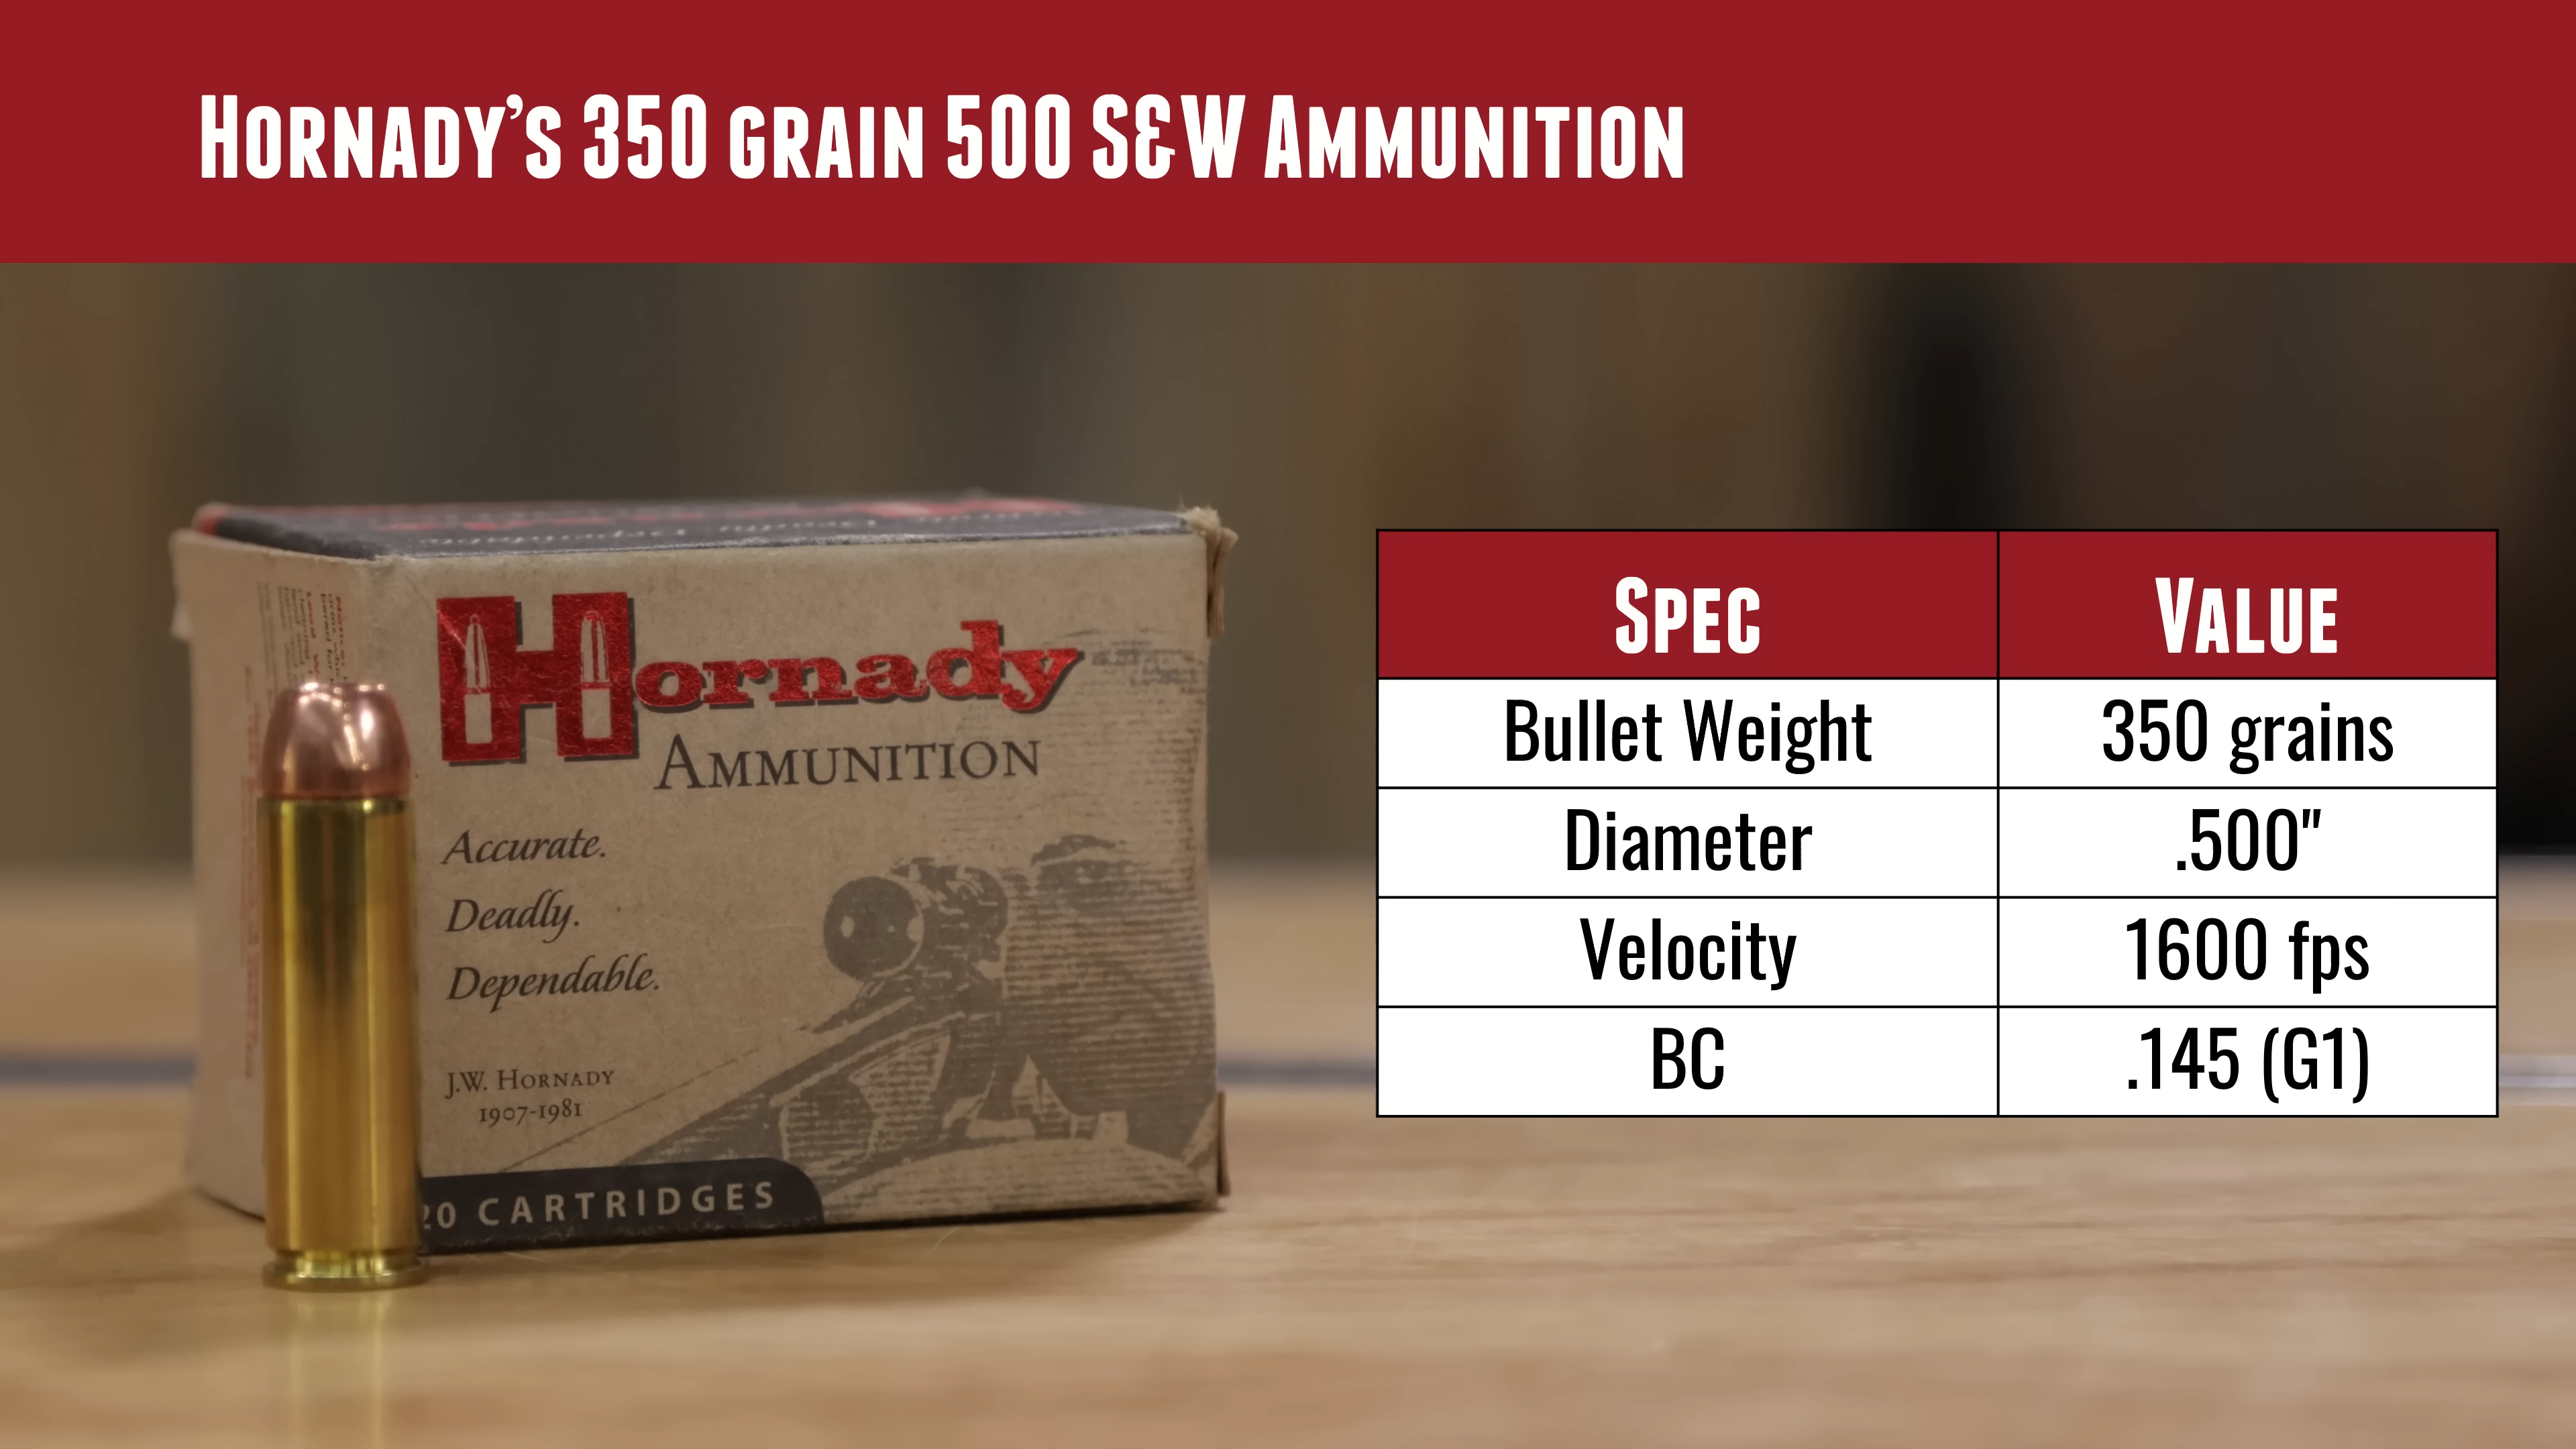 Hornady's 350 grain 500 S&W Ammunition
Hornady
Ammunition
Accurate.
Deadly.
Dependable.
J.W. Hornady
1907-1981
20 CARTRIDGES
Spec Value
Bullet Weight 350 grains
Diameter .500"
Velocity 1600 fps
BC .145 (G1)